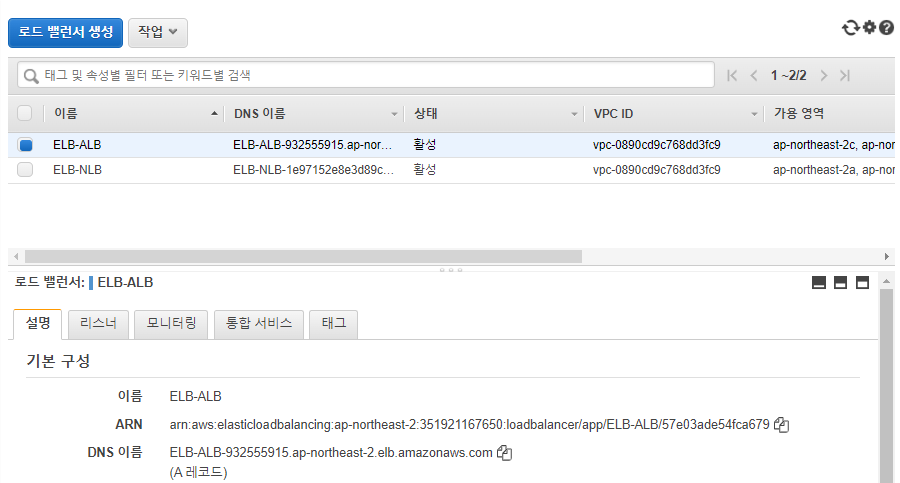 로드 밸런서 생성 작업
태그 및 속성별 필터 또는 키워드별 검색 1 ~2/2
이름 DNS 이름 상태 VPC ID 가용 영역
ELB-ALB ELB-ALB-932555915.ap-nor... 활성 vpc-0890cd9c768dd3fc9 ap-northeast-2c, ap-nor
ELB-NLB ELB-NLB-1e97152e8e3d89c... 활성 vpc-0890cd9c768dd3fc9 ap-northeast-2a, ap-nor
로드 밸런서: ELB-ALB
설명 리스너 모니터링 통합 서비스 태그
기본 구성
이름 ELB-ALB
ARN arn:aws:elasticloadbalancing:ap-northeast-2:351921167650:loadbalancer/app/ELB-ALB/57e03ade54fca679
DNS 이름 ELB-ALB-932555915.ap-northeast-2.elb.amazonaws.com
(A 레코드)